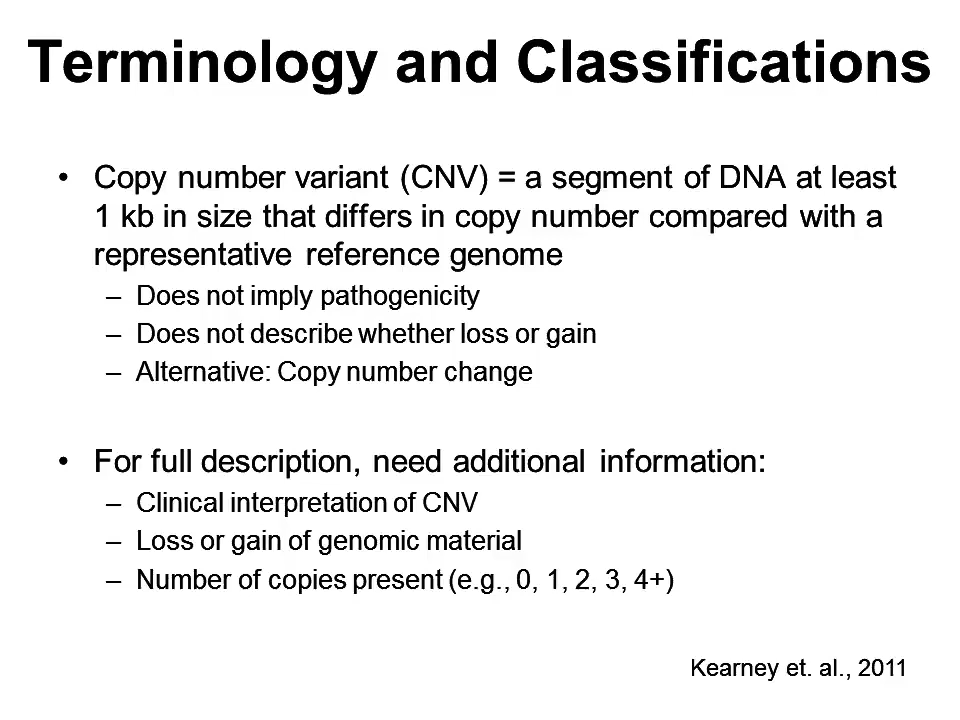 Terminology and Classifications
• Copy number variant (CNV) = a segment of DNA at least
1 kb in size that differs in copy number compared with a
representative reference genome
– Does not imply pathogenicity
– Does not describe whether loss or gain
– Alternative: Copy number change
• For full description, need additional information:
– Clinical interpretation of CNV
– Loss or gain of genomic material
– Number of copies present (e.g., 0, 1, 2, 3, 4+)
Kearney et. al., 2011